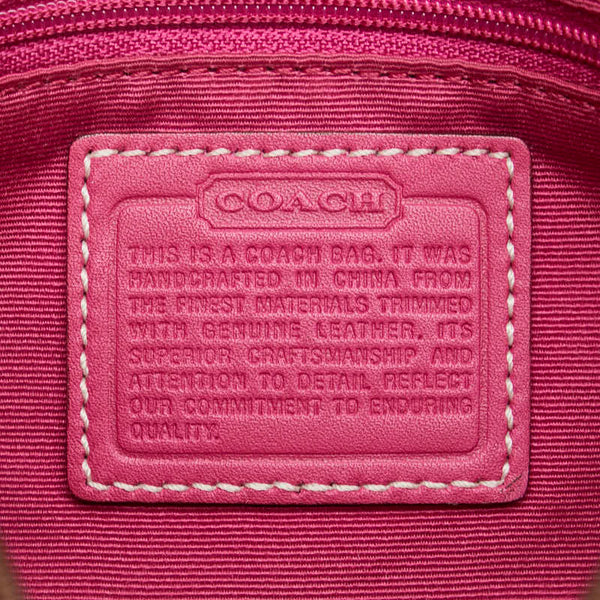 COACH
THIS IS A COACH BAG. IT WAS
HANDCRAFTED IN CHINA FROM
THE FINEST MATERIALS TRIMMED
WITH GENUINE LEATHER. ITS
SUPERIOR CRAFTSMANSHIP AND
ATTENTION TO DETAIL REFLECT
OUR COMMITMENT TO ENDURING
QUALITY.